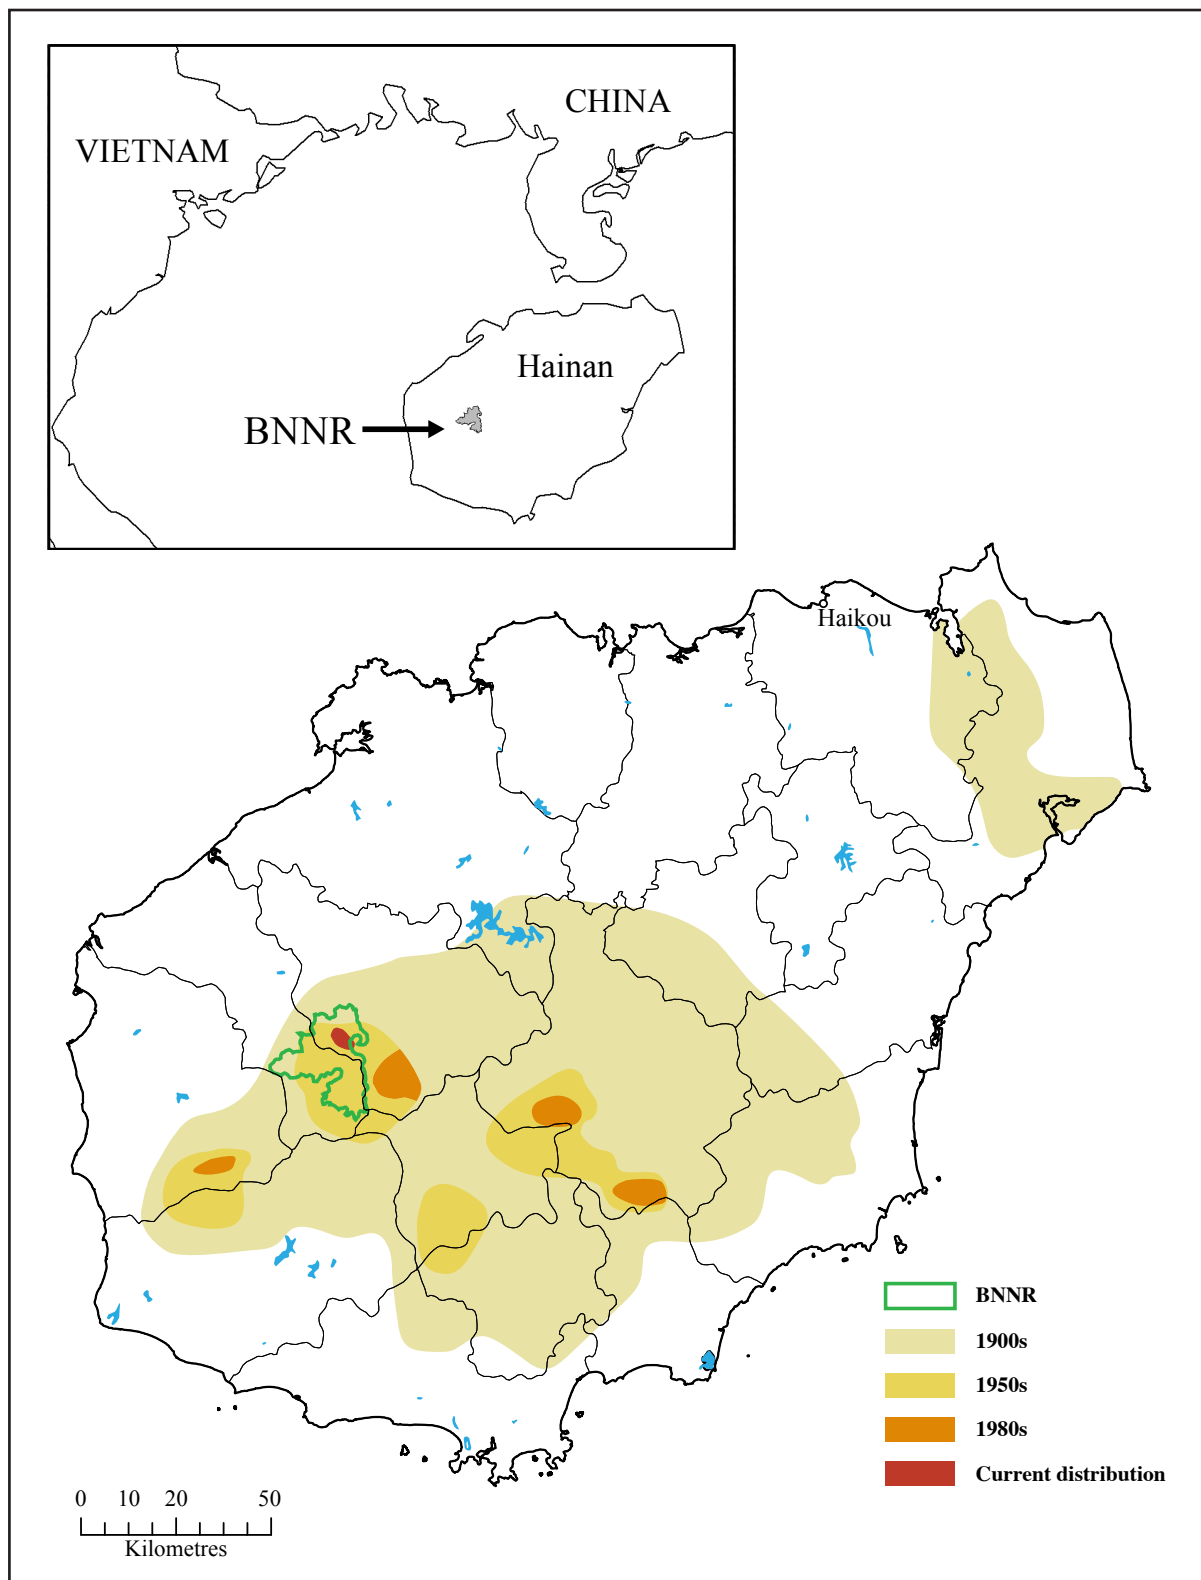 CHINA
VIETNAM
Hainan
BNNR
Haikou
BNNR
1900s
1950s
1980s
Current distribution
0 10 20 50
Kilometres